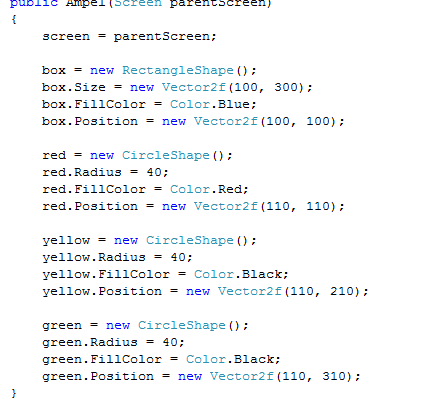 public Ampel(Screen parentScreen)
{
screen = parentScreen;
box = new RectangleShape();
box.Size = new Vector2f(100, 300);
box.FillColor = Color.Blue;
box.Position = new Vector2f(100, 100);
red = new CircleShape();
red.Radius = 40;
red.FillColor = Color.Red;
red.Position = new Vector2f(110, 110);
yellow = new CircleShape();
yellow.Radius = 40;
yellow.FillColor = Color.Black;
yellow.Position = new Vector2f(110, 210);
green = new CircleShape();
green.Radius = 40;
green.FillColor = Color.Black;
green.Position = new Vector2f(110, 310);
}